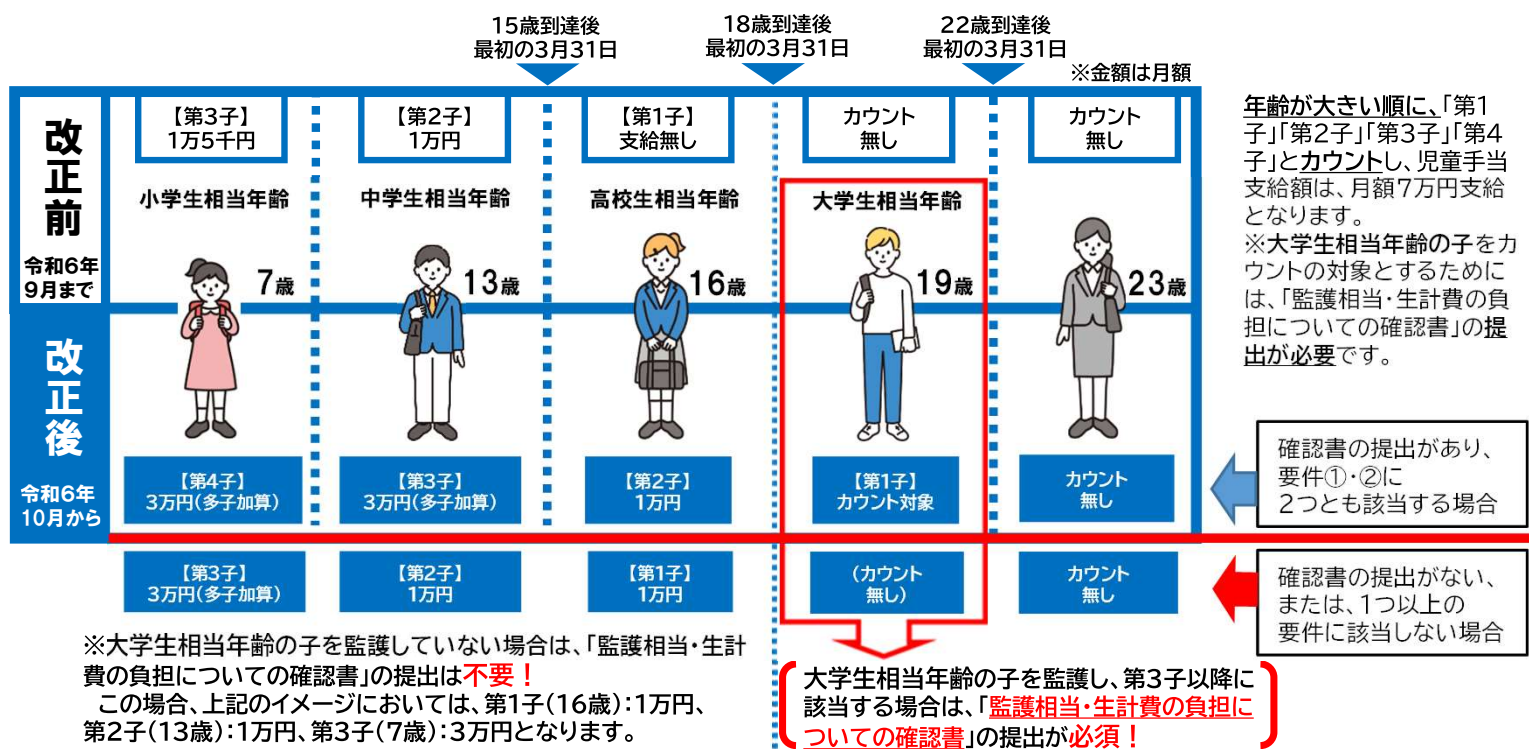 15歳到達後
最初の3月31日
18歳到達後
最初の3月31日
22歳到達後
最初の3月31日
※金額は月額
改正前
令和6年
9月まで
【第3子】
1万5千円
【第2子】
1万円
【第1子】
支給無し
カウント
無し
カウント
無し
小学生相当年齢
中学生相当年齢
高校生相当年齢
大学生相当年齢
7歳
13歳
16歳
19歳
23歳
改正後
令和6年
10月から
【第4子】
3万円(多子加算)
【第3子】
3万円(多子加算)
【第2子】
1万円
【第1子】
カウント対象
カウント
無し
【第3子】
3万円(多子加算)
【第2子】
1万円
【第1子】
1万円
(カウント
無し)
カウント
無し
年齢が大きい順に、「第1
子」「第2子」「第3子」「第4
子」とカウントし、児童手当
支給額は、月額7万円支給
となります。
※大学生相当年齢の子をカ
ウントの対象とするために
は、「監護相当・生計費の負
担についての確認書」の提
出が必要です。
確認書の提出があり、
要件①・②に
2つとも該当する場合
確認書の提出がない、
または、1つ以上の
要件に該当しない場合
※大学生相当年齢の子を監護していない場合は、「監護相当・生計
費の負担についての確認書」の提出は不要！
この場合、上記のイメージにおいては、第1子(16歳):1万円、
第2子(13歳):1万円、第3子(7歳):3万円となります。
大学生相当年齢の子を監護し、第3子以降に
該当する場合は、「監護相当・生計費の負担に
ついての確認書」の提出が必須！